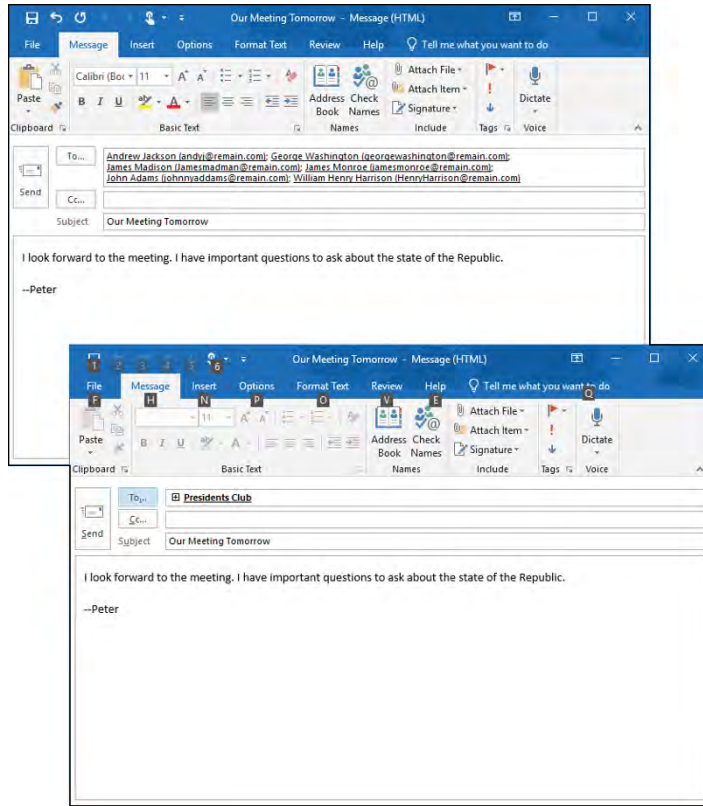 Our Meeting Tomorrow - Message (HTML)
File Message Insert Options Format Text Review Help Tell me what you want to do
Calibri (Boı 11 A A
Attach File
Attach Item
Signature
Paste B I U A Address Book Check Names Dictate
Clipboard Basic Text Names Include Tags Voice
To... Andrew Jackson (andyj@remain.com); George Washington (georgewashington@remain.com);
James Madison (Jamesmadman@remain.com); James Monroe (jamesmonroe@remain.com);
John Adams (johnnyaddams@remain.com); William Henry Harrison (HenryHarrison@remain.com)
Send
Cc...
Subject Our Meeting Tomorrow
I look forward to the meeting. I have important questions to ask about the state of the Republic.
--Peter
Our Meeting Tomorrow - Message (HTML)
1 2 3 4 5 6
File Message Insert Options Format Text Review Help Tell me what you want to do
F H N P O V E Q
11 A A
Attach File
Attach Item
Signature
Paste B I U A Address Book Check Names Dictate
Clipboard Basic Text Names Include Tags Voice
To... Presidents Club
Cc...
Send
Subject Our Meeting Tomorrow
I look forward to the meeting. I have important questions to ask about the state of the Republic.
--Peter